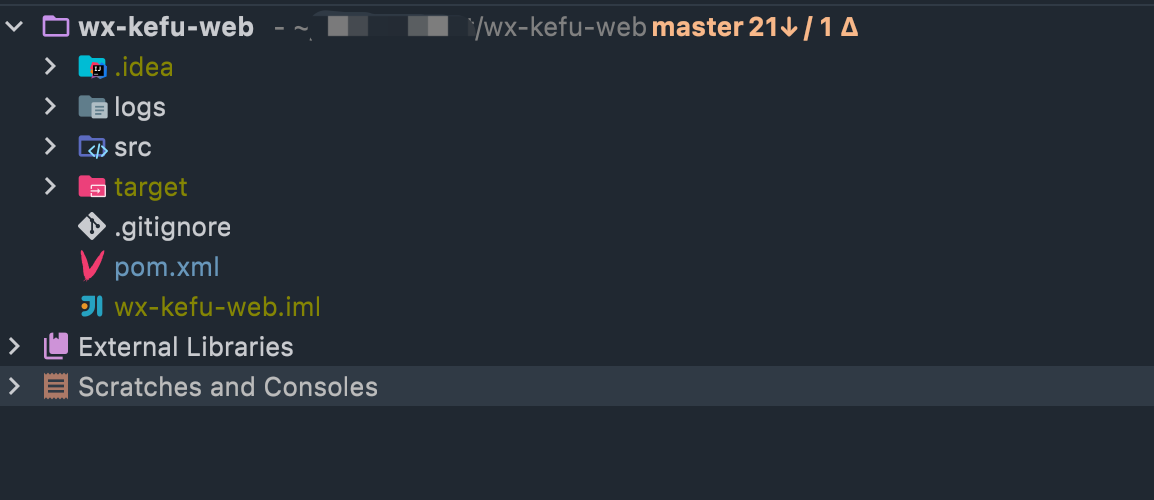 wx-kefu-web - ~/wx-kefu-web master 21↓ / 1 Δ
.idea
logs
src
target
.gitignore
pom.xml
wx-kefu-web.iml
External Libraries
Scratches and Consoles